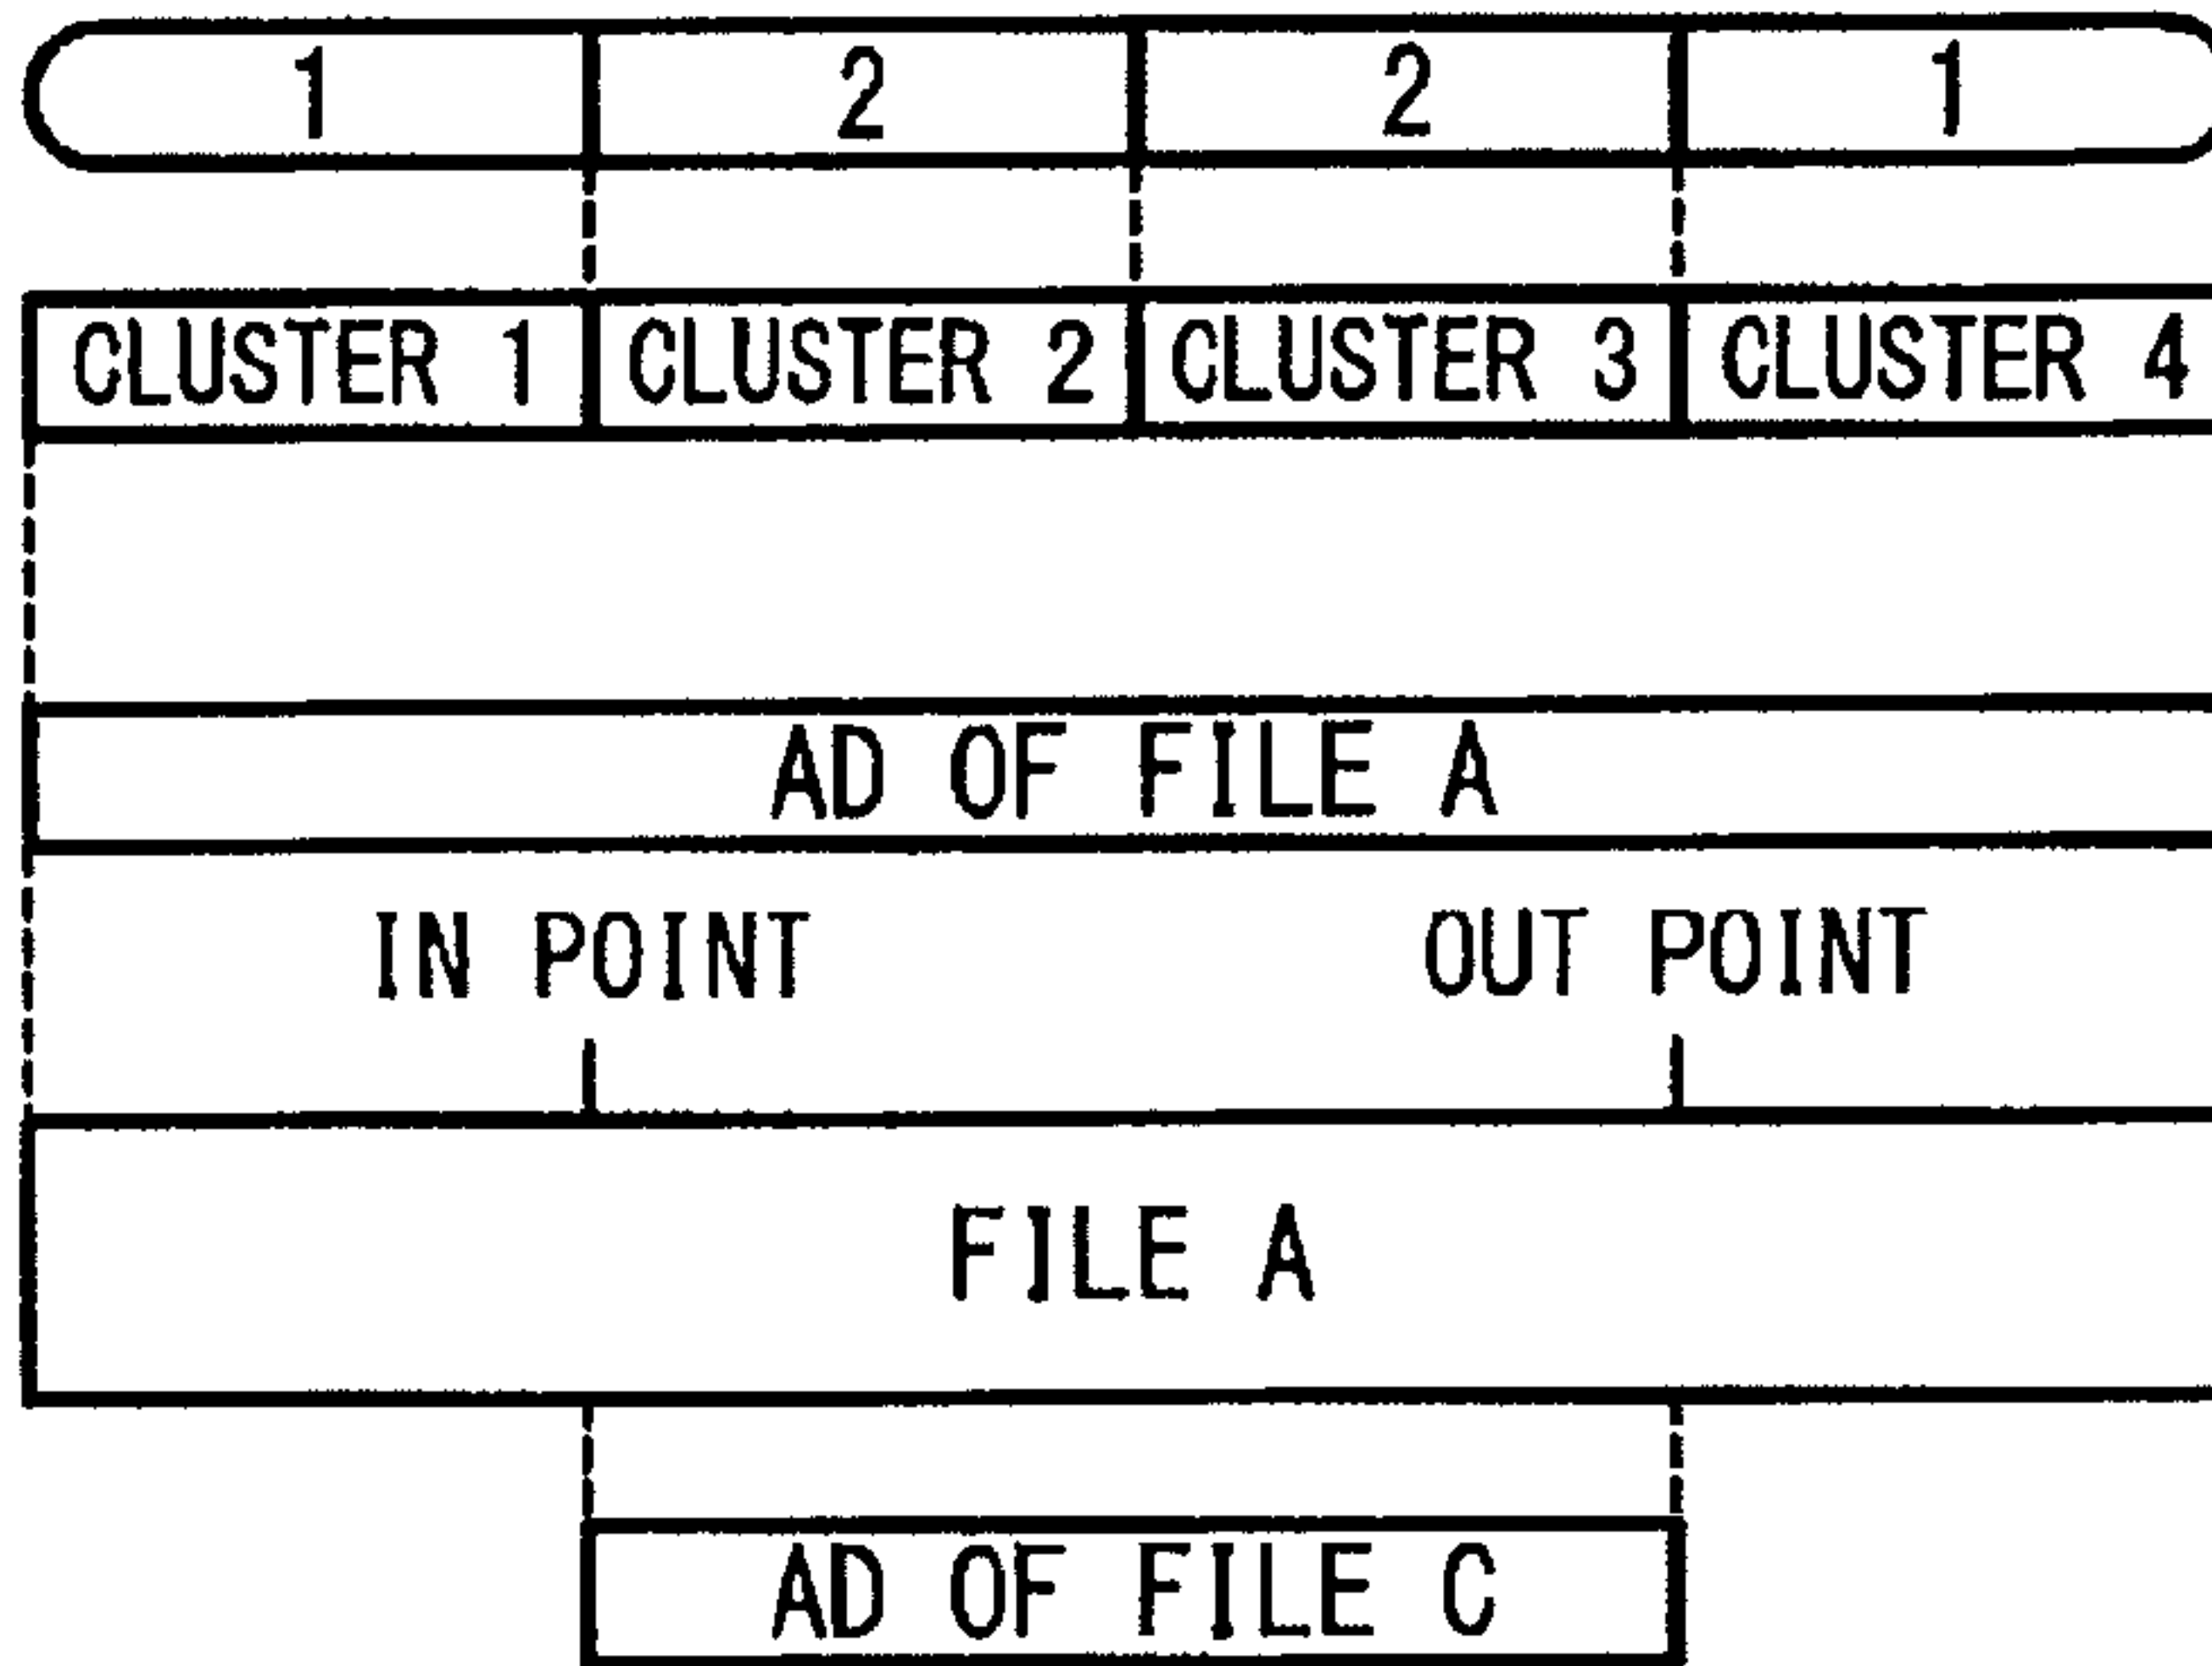 1 2 2 1
CLUSTER 1 CLUSTER 2 CLUSTER 3 CLUSTER 4
AD OF FILE A
IN POINT OUT POINT
FILE A
AD OF FILE C